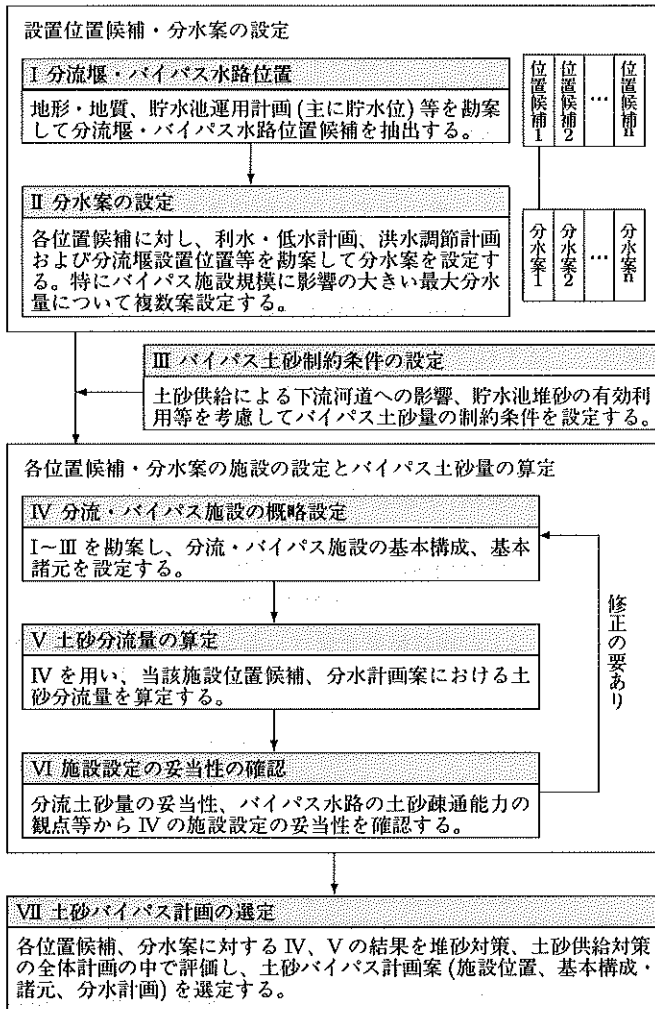 設置位置候補・分水案の設定
I 分流堰・バイパス水路位置
地形・地質、貯水池運用計画(主に貯水位)等を勘案
して分流堰・バイパス水路位置候補を抽出する。
位置候補1
位置候補2
…
位置候補n
II 分水案の設定
各位置候補に対し、利水・低水計画、洪水調節計画
および分流堰設置位置等を勘案して分水案を設定す
る。特にバイパス施設規模に影響の大きい最大分水
量について複数案設定する。
分水案1
分水案2
…
分水案n
III バイパス土砂制約条件の設定
土砂供給による下流河道への影響、貯水池堆砂の有効利
用等を考慮してバイパス土砂量の制約条件を設定する。
各位置候補・分水案の施設の設定とバイパス土砂量の算定
IV 分流・バイパス施設の概略設定
I~III を勘案し、分流・バイパス施設の基本構成、基本
諸元を設定する。
V 土砂分流量の算定
IV を用い、当該施設位置候補、分水計画案における土
砂分流量を算定する。
VI 施設設定の妥当性の確認
分流土砂量の妥当性、バイパス水路の土砂疎通能力の
観点等から IV の施設設定の妥当性を確認する。
修正の要あり
VII 土砂バイパス計画の選定
各位置候補、分水案に対する IV、V の結果を堆砂対策、土砂供給対策
の全体計画の中で評価し、土砂バイパス計画案(施設位置、基本構成・
諸元、分水計画)を選定する。